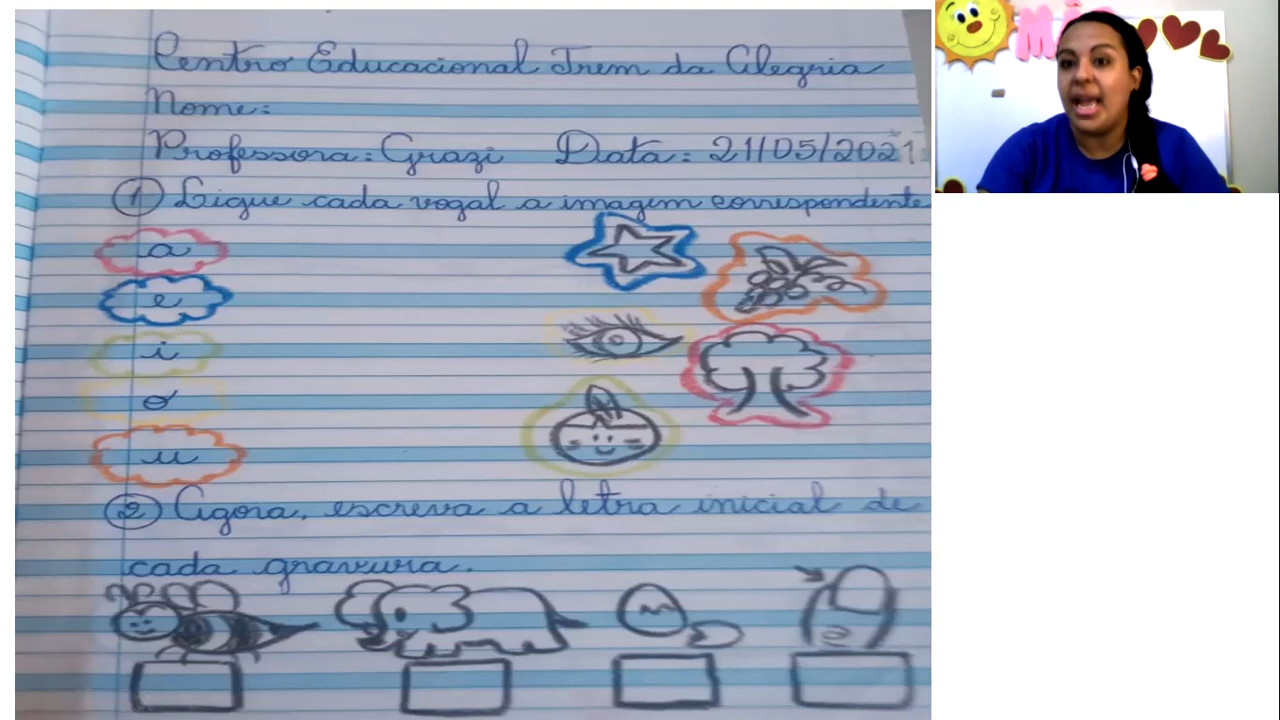 Centro Educacional Trem da Alegria
Nome:
Professora: Grazi Data: 21/05/2021
1 Ligue cada vogal a imagem correspondente
a
e
i
o
u
2 Agora, escreva a letra inicial de
cada gravura.